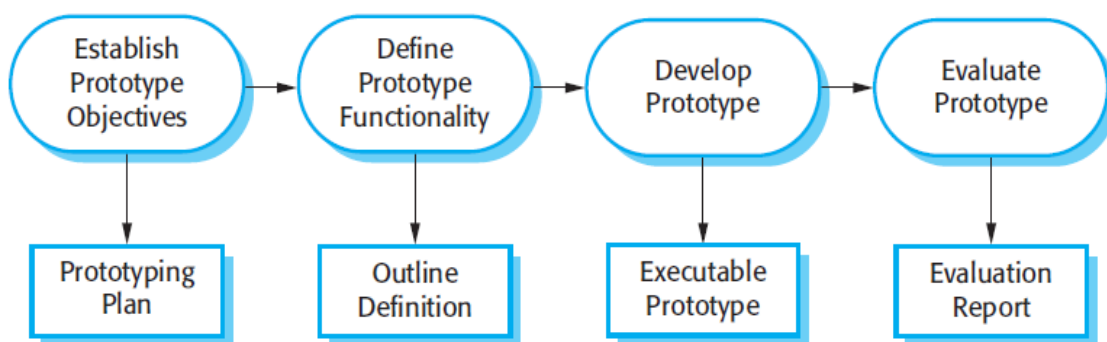 Establish
Prototype
Objectives
Define
Prototype
Functionality
Develop
Prototype
Evaluate
Prototype
Prototyping
Plan
Outline
Definition
Executable
Prototype
Evaluation
Report